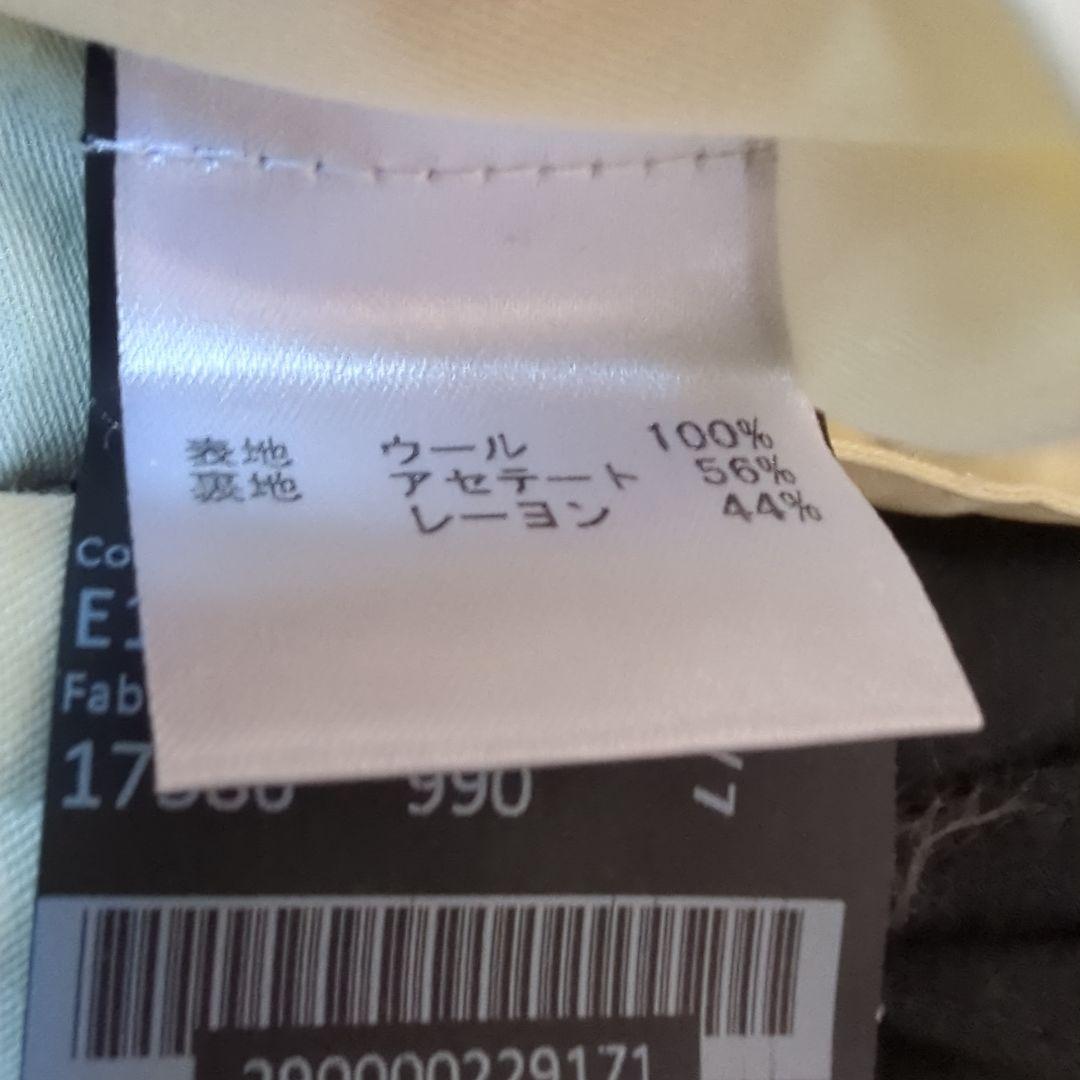 表地 ウール 100%
裏地 アセテート 56%
レーヨン 44%
Co
E1
Fab
990
200000229171